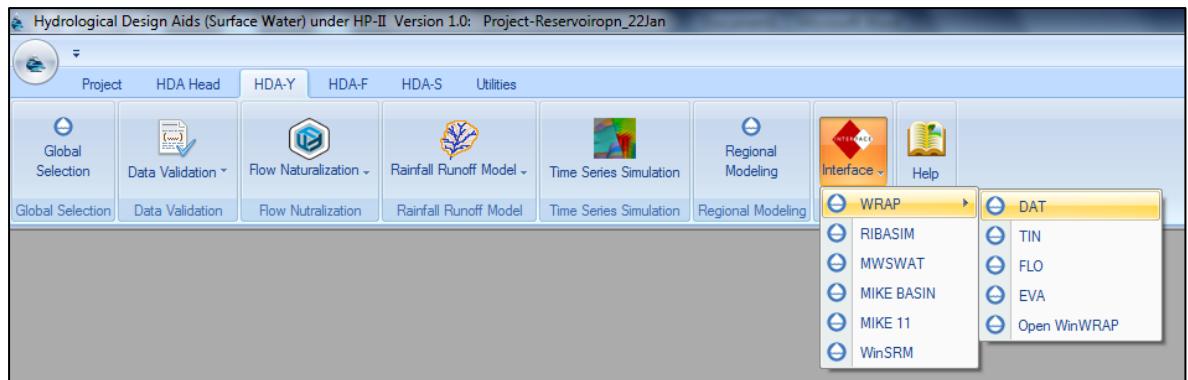 Hydrological Design Aids (Surface Water) under HP-II Version 1.0: Project-Reservoiropn_22Jan
Project HDA Head HDA-Y HDA-F HDA-S Utilities
Global Selection
Data Validation
Flow Naturalization
Rainfall Runoff Model
Time Series Simulation
Regional Modeling
INTERFACE
Interface
Help
Global Selection Data Validation Flow Nutralization Rainfall Runoff Model Time Series Simulation Regional Modeling
WRAP
RIBASIM
MWSWAT
MIKE BASIN
MIKE 11
WinSRM
DAT
TIN
FLO
EVA
Open WinWRAP